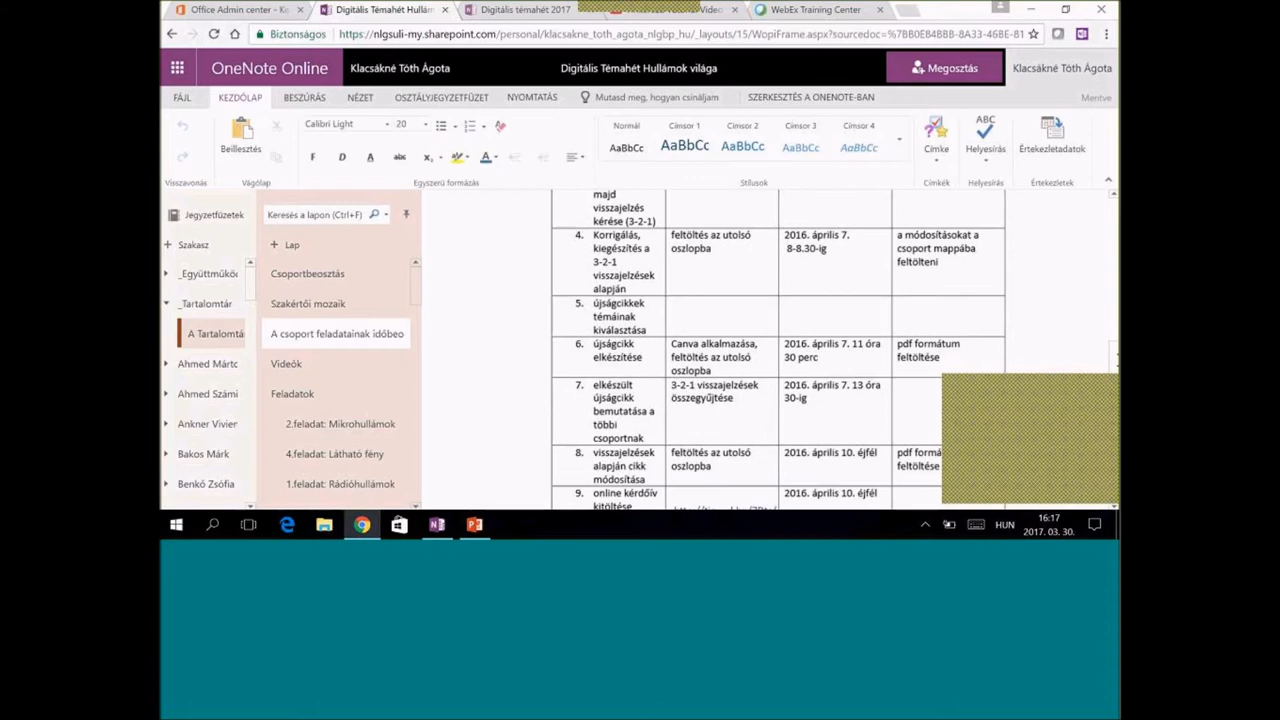 Office Admin center - K
Digitális Témahét Hullám
Digitális témahét 2017
Video
WebEx Training Center
Biztonságos
https://nlgsuli-my.sharepoint.com/personal/klacsakne_toth_agota_nlgbp_hu/_layouts/15/WopiFrame.aspx?sourcedoc=%7BB0EB4BBB-8A33-46BE-81
OneNote Online
Klacsákné Tóth Ágota
Digitális Témahét Hullámok világa
Megosztás
Klacsákné Tóth Ágota
FÁJL
KEZDŐLAP
BESZÚRÁS
NÉZET
OSZTÁLYJEGYZETFÜZET
NYOMTATÁS
Mutasd meg, hogyan csináljam
SZERKESZTÉS A ONENOTE-BAN
Mentve
Beillesztés
Calibri Light
20
F
D
A
abc
Normál
AaBbCc
Címsor 1
AaBbCc
Címsor 2
AaBbCc
Címsor 3
AaBbCc
Címsor 4
AaBbCc
Címke
ABC
Helyesírás
Értekezletadatok
Visszavonás
Vágólap
Egyszerű formázás
Stílusok
Címkék
Helyesírás
Értekezletek
Jegyzetfüzetek
Szakasz
_Együttműkö
_Tartalomtár
A Tartalomtá
Ahmed Márto
Ahmed Számi
Ankner Vivier
Bakos Márk
Benkő Zsófia
Keresés a lapon (Ctrl+F)
Lap
Csoportbeosztás
Szakértői mozaik
A csoport feladatainak időbeo
Videók
Feladatok
2.feladat: Mikrohullámok
4.feladat: Látható fény
1.feladat: Rádióhullámok
majd
visszajelzés
kérése (3-2-1)
4. Korrigálás,
kiegészítés a
3-2-1
visszajelzések
alapján
feltöltés az utolsó
oszlopba
2016. április 7.
8-8.30-ig
a módosításokat a
csoport mappába
feltölteni
5. újságcikkek
témáinak
kiválasztása
6. újságcikk
elkészítése
Canva alkalmazása,
feltöltés az utolsó
oszlopba
2016. április 7. 11 óra
30 perc
pdf formátum
feltöltése
7. elkészült
újságcikk
bemutatása a
többi
csoportnak
3-2-1 visszajelzések
összegyűjtése
2016. április 7. 13 óra
30-ig
8. visszajelzések
alapján cikk
módosítása
feltöltés az utolsó
oszlopba
2016. április 10. éjfél
pdf formá
feltöltése
9. online kérdőív
kitöltése
2016. április 10. éjfél
HUN
16:17
2017. 03. 30.